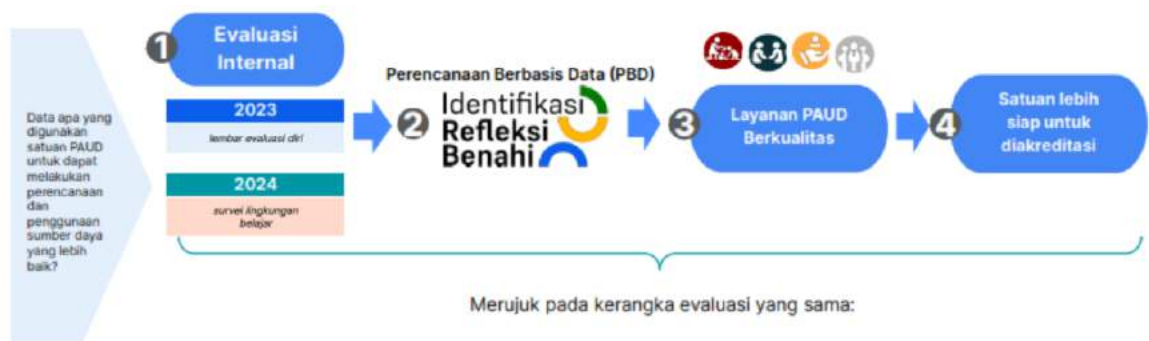 Data apa yang
digunakan
satuan PAUD
untuk dapat
melakukan
perencanaan
dan
penggunaan
sumber daya
yang lebih
baik?
1
Evaluasi
Internal
2023
lembar evaluasi diri
2024
survei lingkungan
belajar
Perencanaan Berbasis Data (PBD)
2
Identifikasi
Refleksi
Benahi
3
Layanan PAUD
Berkualitas
4
Satuan lebih
siap untuk
diakreditasi
Merujuk pada kerangka evaluasi yang sama: